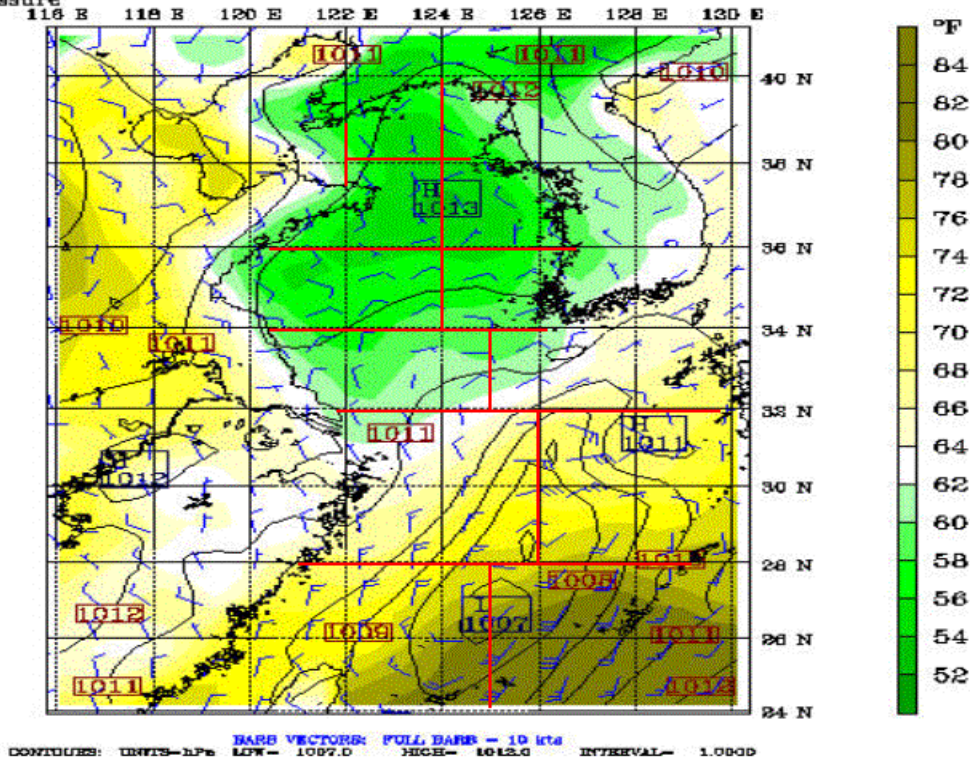 ssure
116 E 118 E 120 E 122 E 124 E 126 E 128 E 130 E
°F
84
82
80
78
76
74
72
70
68
66
64
62
60
58
56
54
52
40 N
38 N
36 N
34 N
32 N
30 N
28 N
26 N
24 N
1011
1011
1010
1012
H
1013
1010
1011
1011
H
1011
1012
1008
L
1007
1012
1009
1011
1011
BARB VECTORS: FULL BARB = 10 kts
CONTOURS: UNITS=hPa LOW= 1007.0 HIGH= 1012.0 INTERVAL= 1.0000